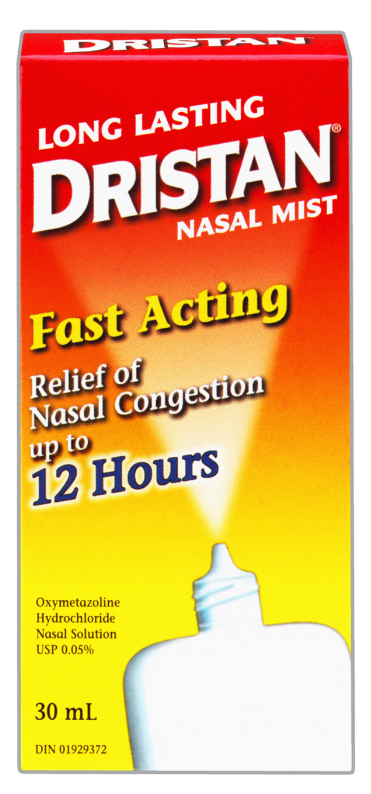 DRISTAN
LONG LASTING
DRISTAN®
NASAL MIST
Fast Acting
Relief of
Nasal Congestion
up to
12 Hours
Oxymetazoline
Hydrochloride
Nasal Solution
USP 0.05%
30 mL
DIN 01929372